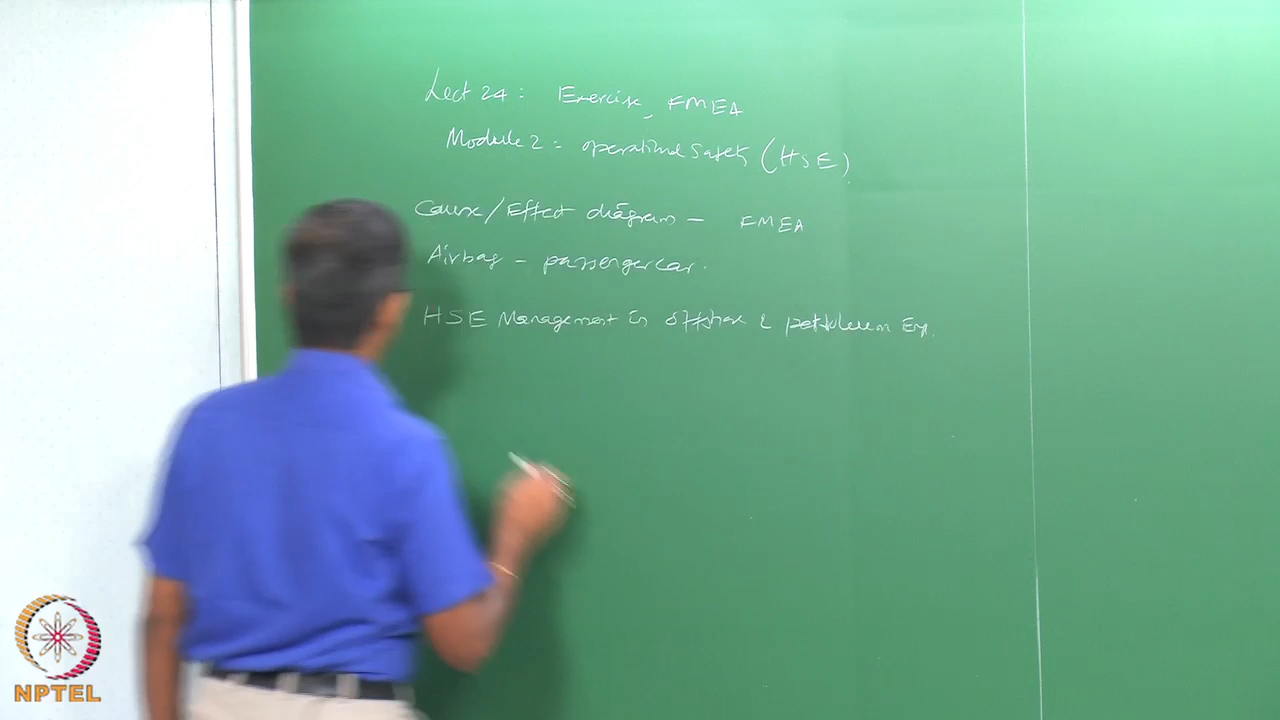 Lect 24: Exercise, FMEA
Module 2: operational Safety (HSE)
Cause/Effect diagram - FMEA
Airbag - passenger car.
HSE Management in offshore & petroleum Eng.
NPTEL